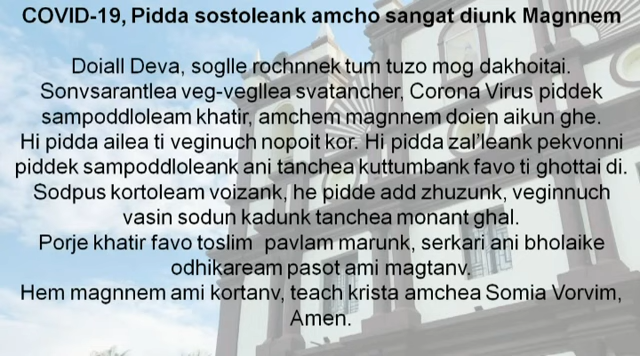 COVID-19, Pidda sostoleank amcho sangat diunk Magnnem
Doiall Deva, soglle rochnnek tum tuzo mog dakhoitai.
Sonvsarantlea veg-vegllea svatancher, Corona Virus piddek
sampoddloleam khatir, amchem magnnem doien aikun ghe.
Hi pidda ailea ti veginuch nopoit kor. Hi pidda zal'leank pekvonni
piddek sampoddloleank ani tanchea kuttumbank favo ti ghottai di.
Sodpus kortoleam voizank, he pidde add zhuzunk, veginnuch
vasin sodun kadunk tanchea monant ghal.
Porje khatir favo toslim pavlam marunk, serkari ani bholaike
odhikaream pasot ami magtanv.
Hem magnnem ami kortanv, teach krista amchea Somia Vorvim,
Amen.